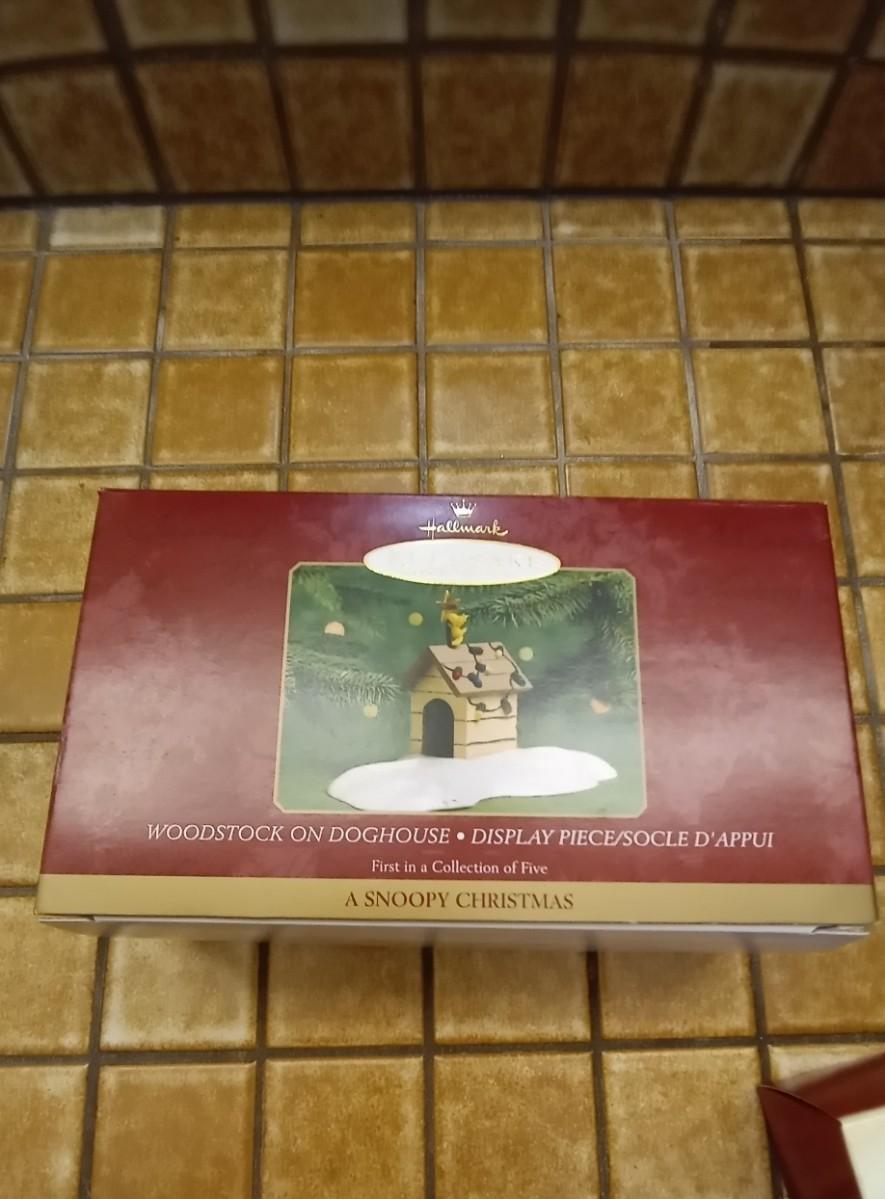 Hallmark
WOODSTOCK ON DOGHOUSE • DISPLAY PIECE/SOCLE D'APPUI
First in a Collection of Five
A SNOOPY CHRISTMAS